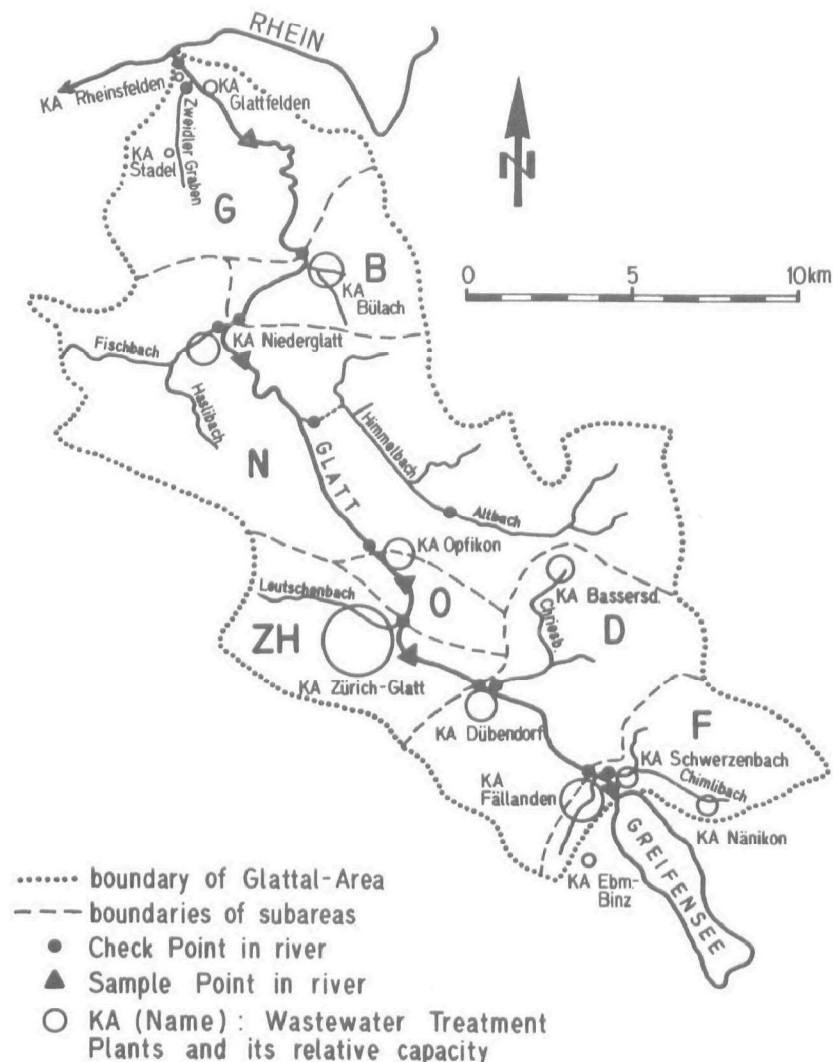 RHEIN
KA Rheinsfelden
KA
Glattfelden
Zweidler Graben
KA
Stadel
G
N
0 5 10km
B
KA
Bülach
KA Niederglatt
Fischbach
Haslibach
N
GLATT
Himmelbach
Altbach
KA Opfikon
O
Leutschenbach
ZH
KA Zürich-Glatt
KA Bassersd.
Chriesb.
D
KA Dübendorf
F
KA Schwerzenbach
Chimlibach
KA Nänikon
KA
Fällanden
KA Ebm.-
Binz
GREIFENSEE
boundary of Glattal-Area
boundaries of subareas
Check Point in river
Sample Point in river
KA (Name) : Wastewater Treatment
Plants and its relative capacity